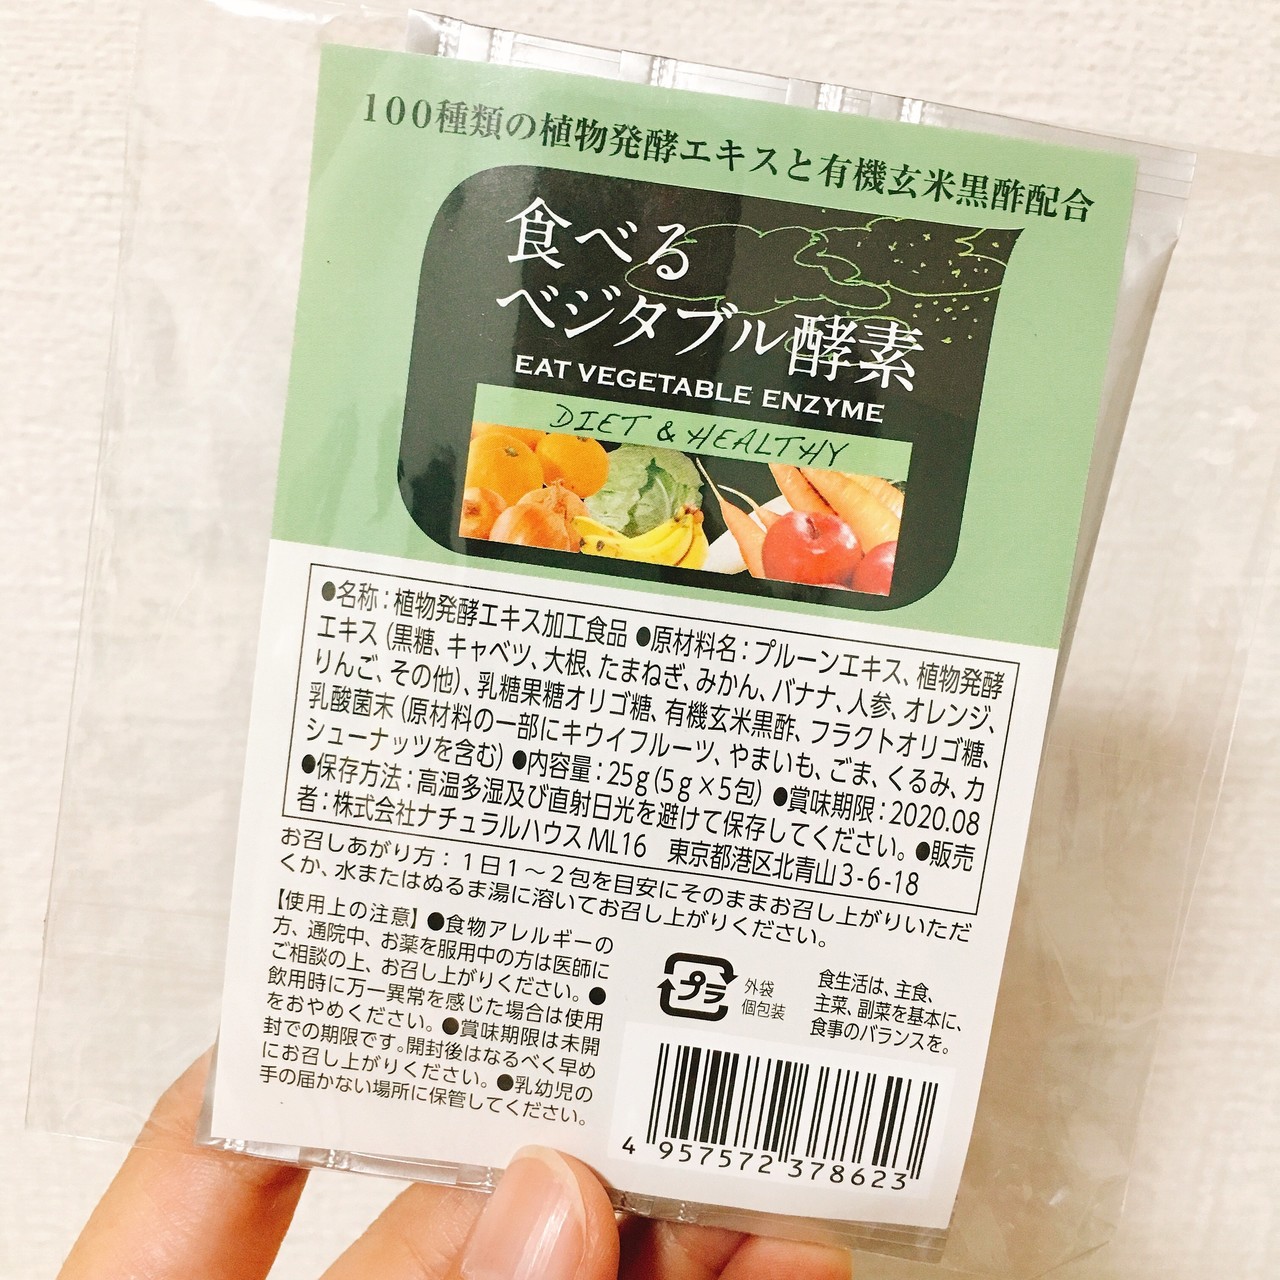 100種類の植物発酵エキスと有機玄米黒酢配合
食べる
ベジタブル酵素
EAT VEGETABLE ENZYME
DIET & HEALTHY
●名称：植物発酵エキス加工食品 ●原材料名：プルーンエキス、植物発酵
エキス（黒糖、キャベツ、大根、たまねぎ、みかん、バナナ、人参、オレンジ、
りんご、その他）、乳糖果糖オリゴ糖、有機玄米黒酢、フラクトオリゴ糖、
乳酸菌末（原材料の一部にキウイフルーツ、やまいも、ごま、くるみ、カ
シューナッツを含む） ●内容量：25g（5g×5包） ●賞味期限：2020.08
●保存方法：高温多湿及び直射日光を避けて保存してください。 ●販売
者：株式会社ナチュラルハウス ML16　東京都港区北青山3-6-18
お召しあがり方：１日１〜２包を目安にそのままお召し上がりいただ
くか、水またはぬるま湯に溶いてお召し上がりください。
【使用上の注意】●食物アレルギーの
方、通院中、お薬を服用中の方は医師に
ご相談の上、お召し上がりください。●
飲用時に万一異常を感じた場合は使用
をおやめください。●賞味期限は未開
封での期限です。開封後はなるべく早め
にお召し上がりください。●乳幼児の
手の届かない場所に保管してください。
プラ
外袋
個包装
食生活は、主食、
主菜、副菜を基本に、
食事のバランスを。
4 957572 378623